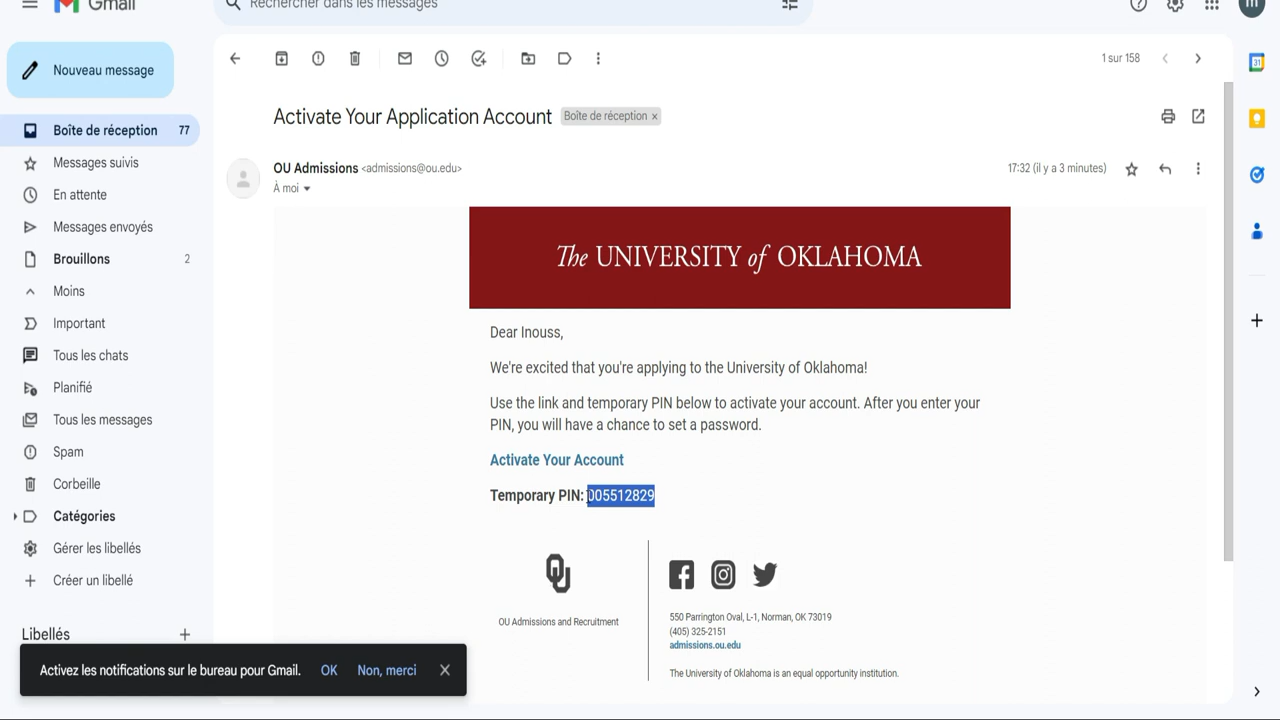 Gmail
Rechercher dans les messages
Nouveau message
1 sur 158
Activate Your Application Account
Boîte de réception ×
Boîte de réception 77
Messages suivis
En attente
Messages envoyés
Brouillons 2
Moins
Important
Tous les chats
Planifié
Tous les messages
Spam
Corbeille
Catégories
Gérer les libellés
Créer un libellé
Libellés
OU Admissions <admissions@ou.edu>
17:32 (il y a 3 minutes)
À moi
The UNIVERSITY of OKLAHOMA
Dear Inouss,
We're excited that you're applying to the University of Oklahoma!
Use the link and temporary PIN below to activate your account. After you enter your
PIN, you will have a chance to set a password.
Activate Your Account
Temporary PIN: 005512829
OU
OU Admissions and Recruitment
550 Parrington Oval, L-1, Norman, OK 73019
(405) 325-2151
admissions.ou.edu
The University of Oklahoma is an equal opportunity institution.
Activez les notifications sur le bureau pour Gmail. OK Non, merci
31
m